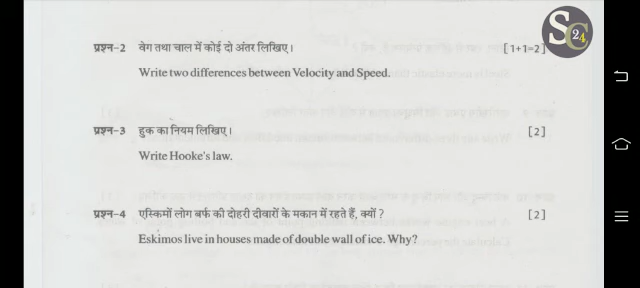 SC 24
प्रश्न-2 वेग तथा चाल में कोई दो अंतर लिखिए। [1+1=2]
Write two differences between Velocity and Speed.
प्रश्न-3 हुक का नियम लिखिए। [2]
Write Hooke's law.
प्रश्न-4 एस्किमों लोग बर्फ की दोहरी दीवारों के मकान में रहते हैं, क्यों ? [2]
Eskimos live in houses made of double wall of ice. Why?